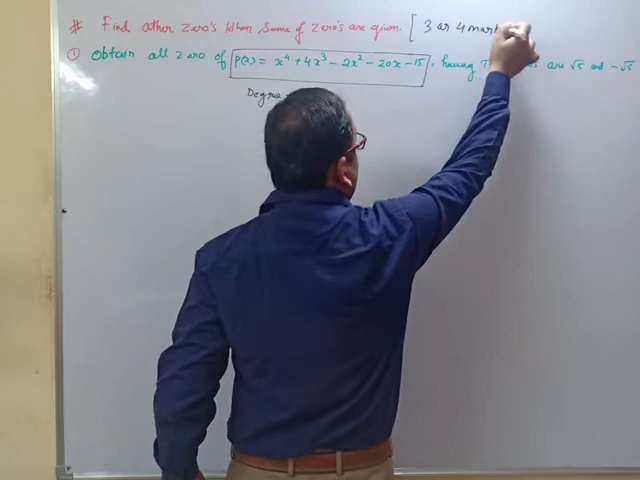 # Find other zero's when some of zero's are given. [ 3 or 4 mark
① Obtain all zero of P(x) = x⁴ + 4x³ - 2x² - 20x - 15, having are √5 and -√5
Degree